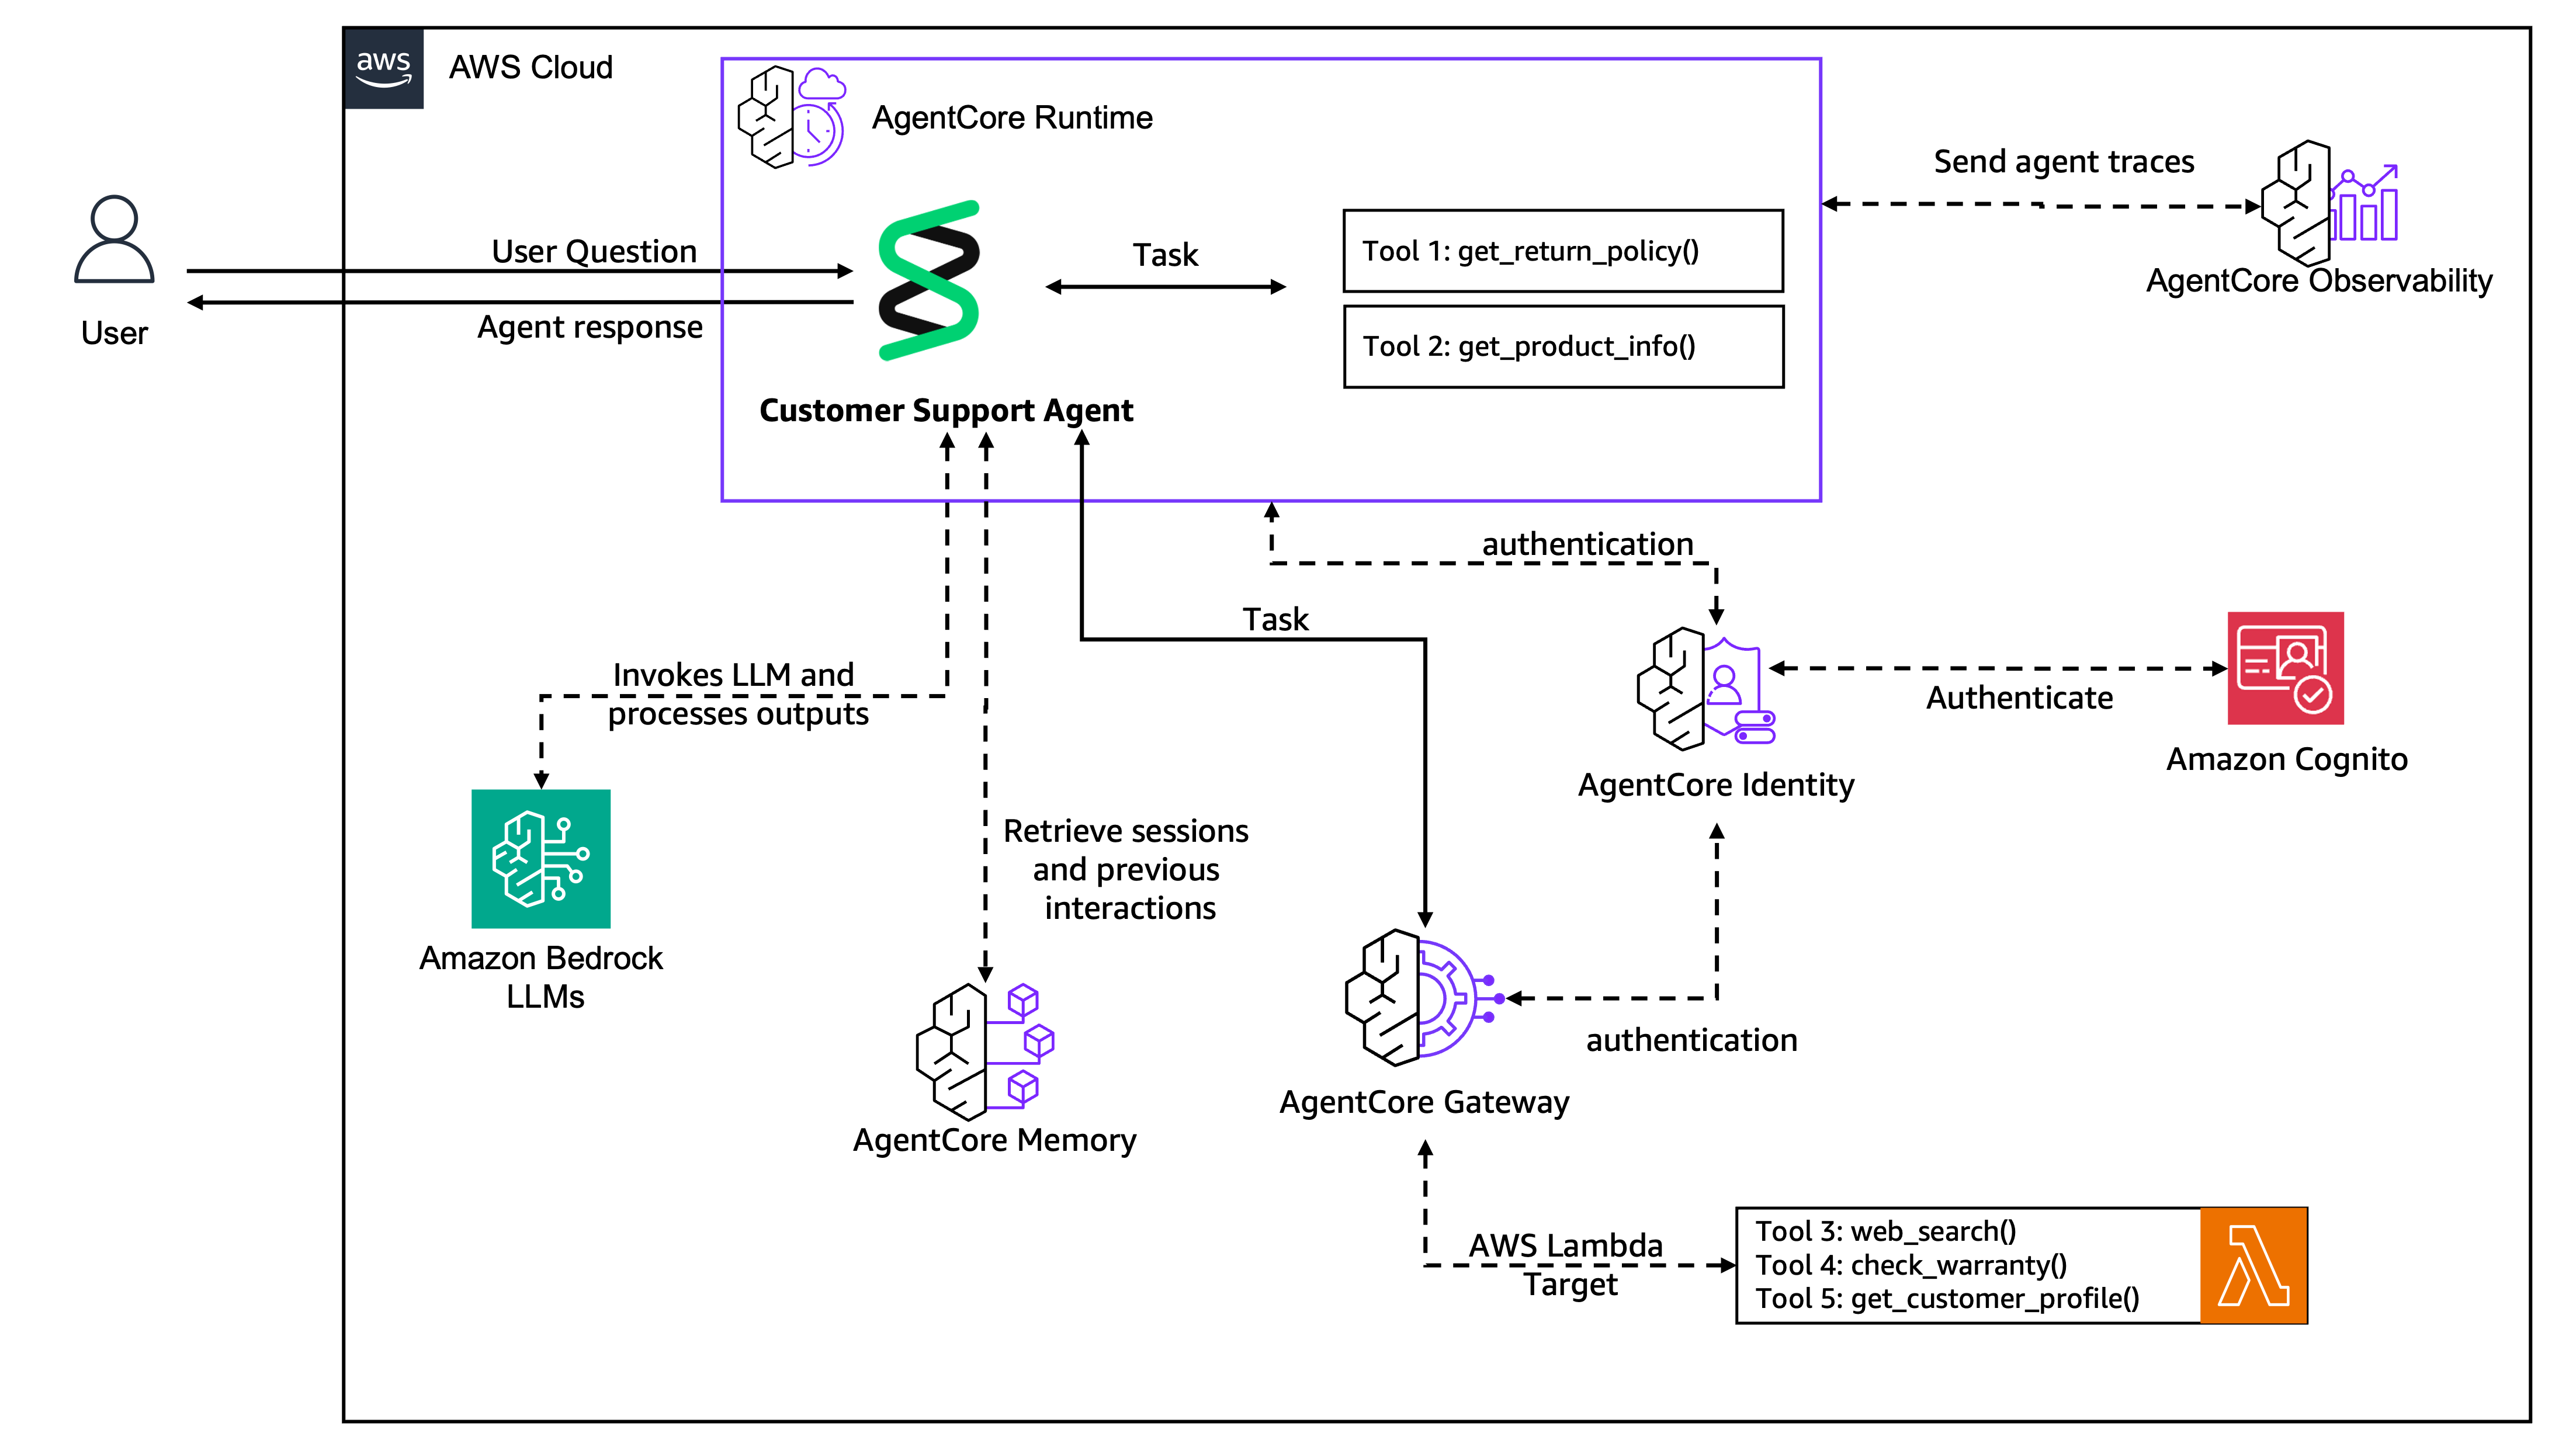 aws
AWS Cloud
AgentCore Runtime
Send agent traces
AgentCore Observability
User Question
Agent response
User
Task
Tool 1: get_return_policy()
Tool 2: get_product_info()
Customer Support Agent
authentication
Task
Invokes LLM and
processes outputs
Authenticate
Amazon Cognito
AgentCore Identity
Retrieve sessions
and previous
interactions
Amazon Bedrock
LLMs
authentication
AgentCore Gateway
AgentCore Memory
AWS Lambda
Target
Tool 3: web_search()
Tool 4: check_warranty()
Tool 5: get_customer_profile()